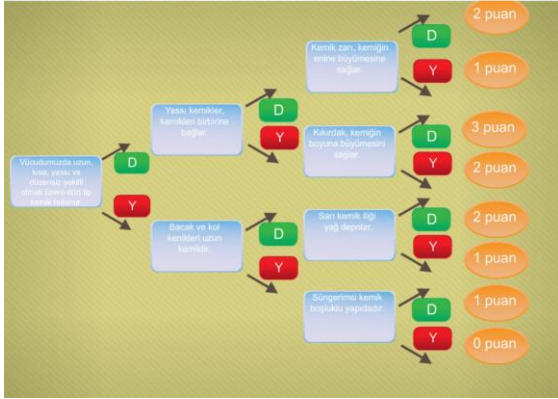 Vücudumuzda uzun,
kısa, yassı ve
düzensiz şekilli
olmak üzere dört tip
kemik bulunur.
D
Y
Yassı kemikler,
kemikleri birbirine
bağlar.
D
Y
Bacak ve kol
kemikleri uzun
kemiktir.
D
Y
Kemik zarı, kemiğin
enine büyümesine
sağlar.
D
Y
2 puan
1 puan
Kıkırdak, kemiğin
boyuna büyümesini
sağlar.
D
Y
3 puan
2 puan
Sarı kemik iliği
yağ depolar.
D
Y
2 puan
1 puan
Süngerimsi kemik
boşluklu yapıdadır.
D
Y
1 puan
0 puan